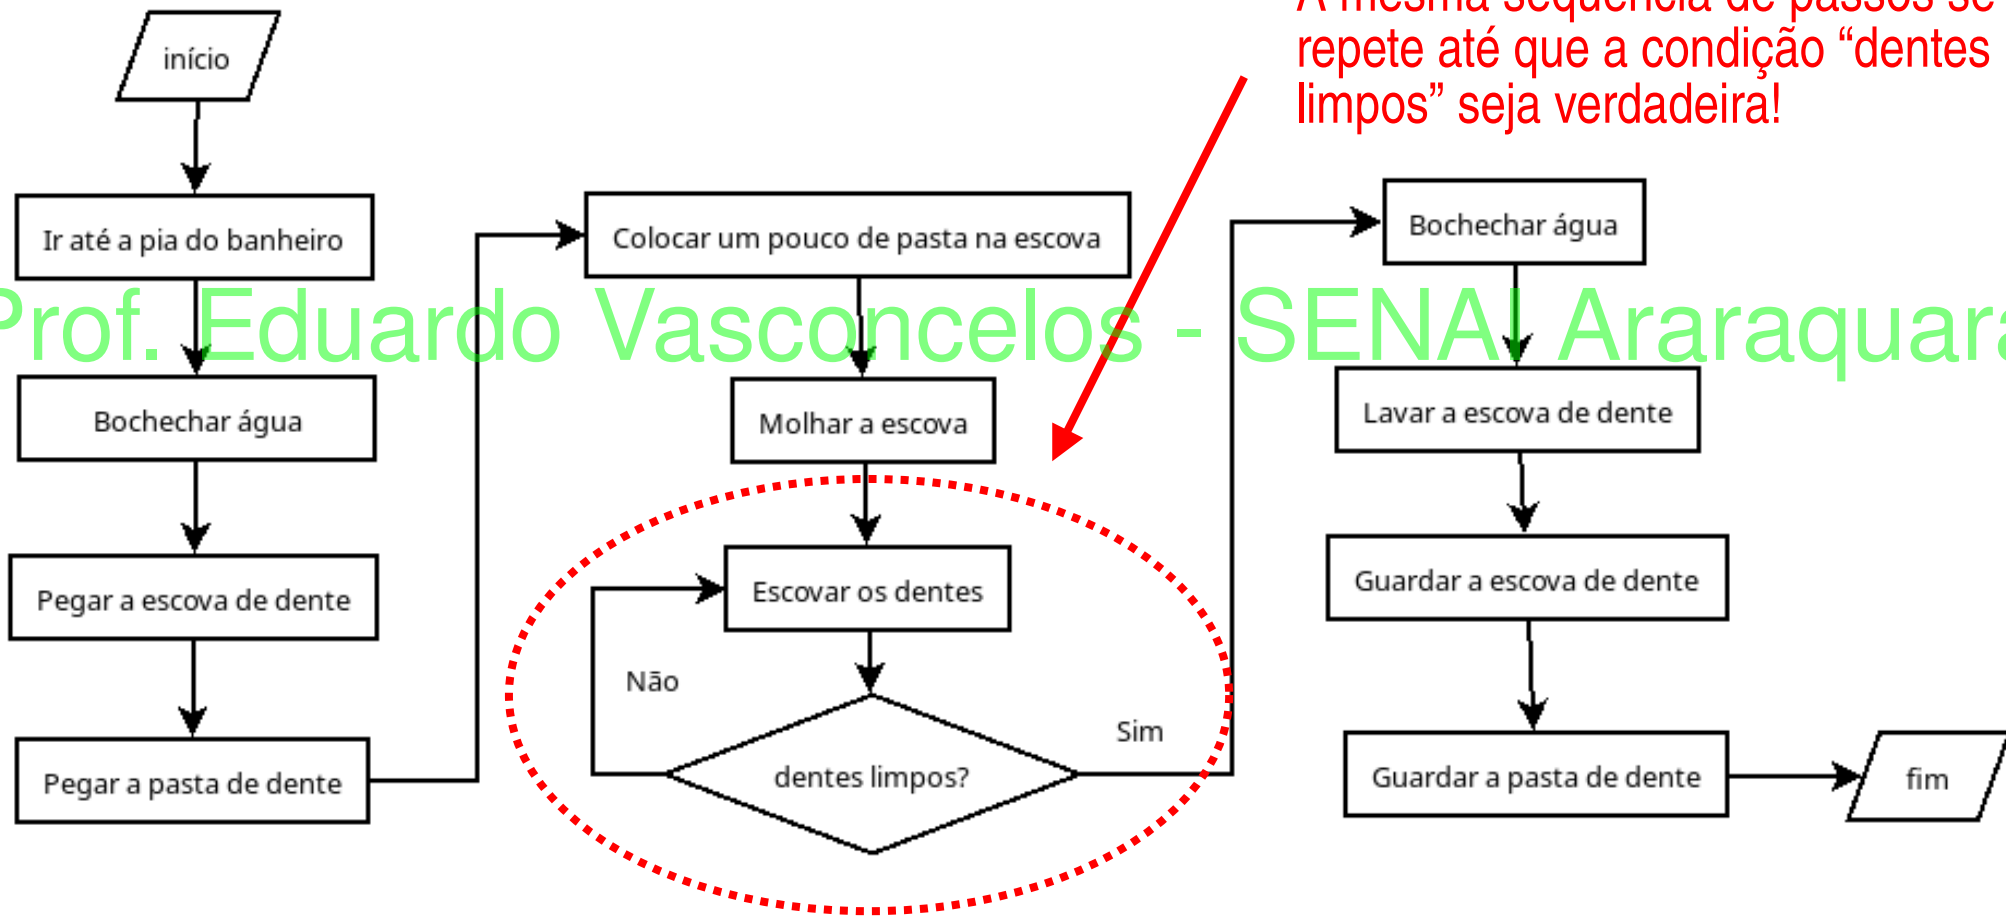 início
Ir até a pia do banheiro
Bochechar água
Pegar a escova de dente
Pegar a pasta de dente
Colocar um pouco de pasta na escova
Molhar a escova
Escovar os dentes
Não
dentes limpos?
Sim
A mesma sequência de passos se
repete até que a condição “dentes
limpos” seja verdadeira!
Bochechar água
Lavar a escova de dente
Guardar a escova de dente
Guardar a pasta de dente
fim
Prof. Eduardo Vasconcelos - SENAI Araraquara